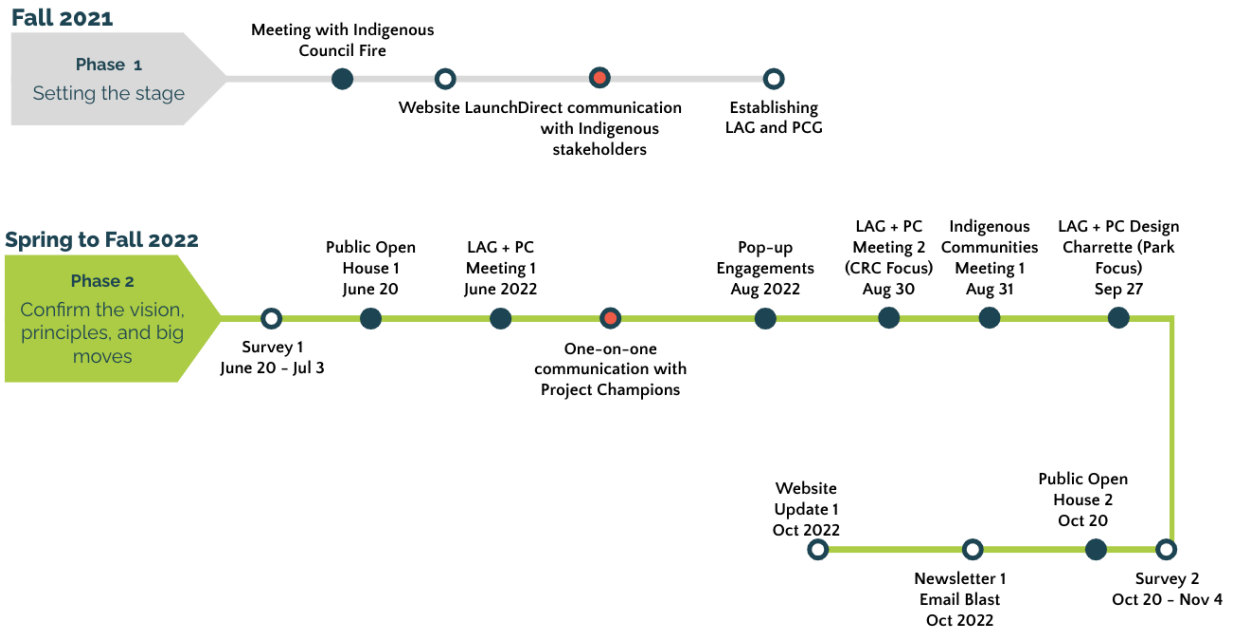 Fall 2021
Phase 1
Setting the stage
Meeting with Indigenous
Council Fire
Website Launch
Direct communication
with Indigenous
stakeholders
Establishing
LAG and PCG
Spring to Fall 2022
Phase 2
Confirm the vision,
principles, and big
moves
Survey 1
June 20 - Jul 3
Public Open
House 1
June 20
LAG + PC
Meeting 1
June 2022
One-on-one
communication with
Project Champions
Pop-up
Engagements
Aug 2022
LAG + PC
Meeting 2
(CRC Focus)
Aug 30
Indigenous
Communities
Meeting 1
Aug 31
LAG + PC Design
Charrette (Park
Focus)
Sep 27
Survey 2
Oct 20 - Nov 4
Public Open
House 2
Oct 20
Newsletter 1
Email Blast
Oct 2022
Website
Update 1
Oct 2022